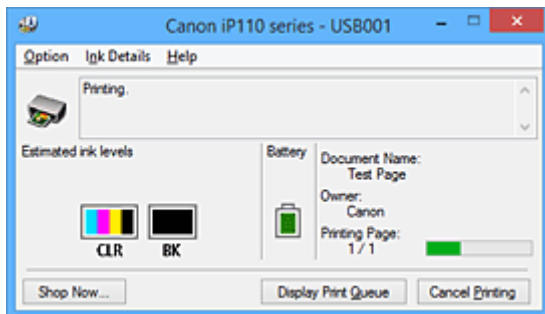 Canon iP110 series - USB001
Option Ink Details Help
Printing.
Estimated ink levels
Battery
Document Name:
Test Page
Owner:
Canon
Printing Page:
1 / 1
CLR BK
Shop Now... Display Print Queue Cancel Printing